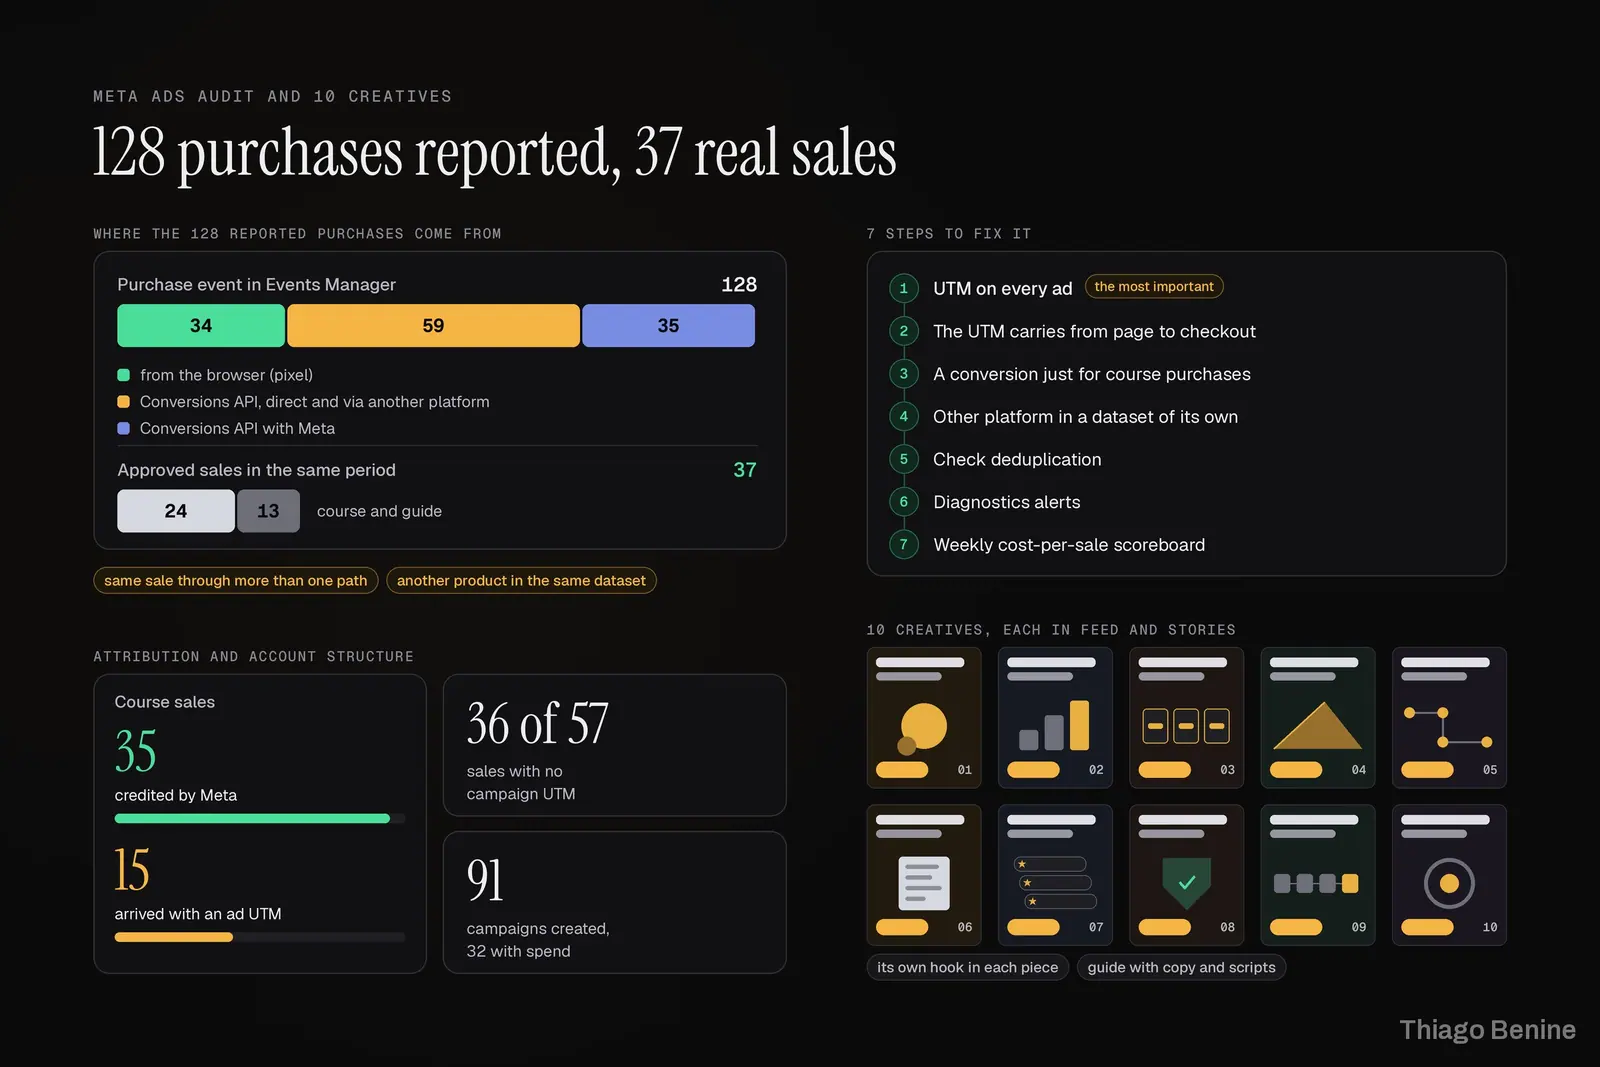 META ADS AUDIT AND 10 CREATIVES
128 purchases reported, 37 real sales
WHERE THE 128 REPORTED PURCHASES COME FROM
Purchase event in Events Manager
128
34
59
35
from the browser (pixel)
Conversions API, direct and via another platform
Conversions API with Meta
Approved sales in the same period
37
24
13
course and guide
same sale through more than one path
another product in the same dataset
ATTRIBUTION AND ACCOUNT STRUCTURE
Course sales
35
credited by Meta
15
arrived with an ad UTM
36 of 57
sales with no
campaign UTM
91
campaigns created,
32 with spend
7 STEPS TO FIX IT
1 UTM on every ad the most important
2 The UTM carries from page to checkout
3 A conversion just for course purchases
4 Other platform in a dataset of its own
5 Check deduplication
6 Diagnostics alerts
7 Weekly cost-per-sale scoreboard
10 CREATIVES, EACH IN FEED AND STORIES
01
02
03
04
05
06
07
08
09
10
its own hook in each piece
guide with copy and scripts
Thiago Benine